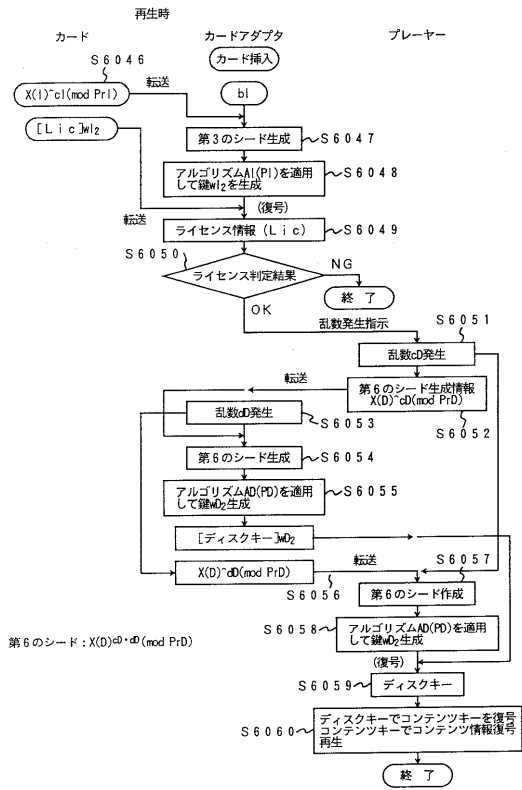 再生時
カード
カードアダプタ
プレーヤー
S6046
カード挿入
転送
X(I)^cI(mod PrI)
bI
[Lic]wI₂
第3のシード生成
S6047
アルゴリズムAI(PI)を適用
して鍵wI₂を生成
S6048
転送
(復号)
ライセンス情報(Lic)
S6049
S6050
ライセンス判定結果
NG
終 了
OK
乱数発生指示
S6051
乱数cD発生
転送
第6のシード生成情報
X(D)^cD(mod PrD)
S6052
乱数dD発生
S6053
第6のシード生成
S6054
アルゴリズムAD(PD)を適用
して鍵wD₂生成
S6055
[ディスクキー]wD₂
X(D)^dD(mod PrD)
転送
S6057
S6056
第6のシード作成
S6058
アルゴリズムAD(PD)を適用
して鍵wD₂生成
第6のシード:X(D)^cD・dD(mod PrD)
(復号)
S6059
ディスクキー
S6060
ディスクキーでコンテンツキーを復号
コンテンツキーでコンテンツ情報復号
再生
終 了